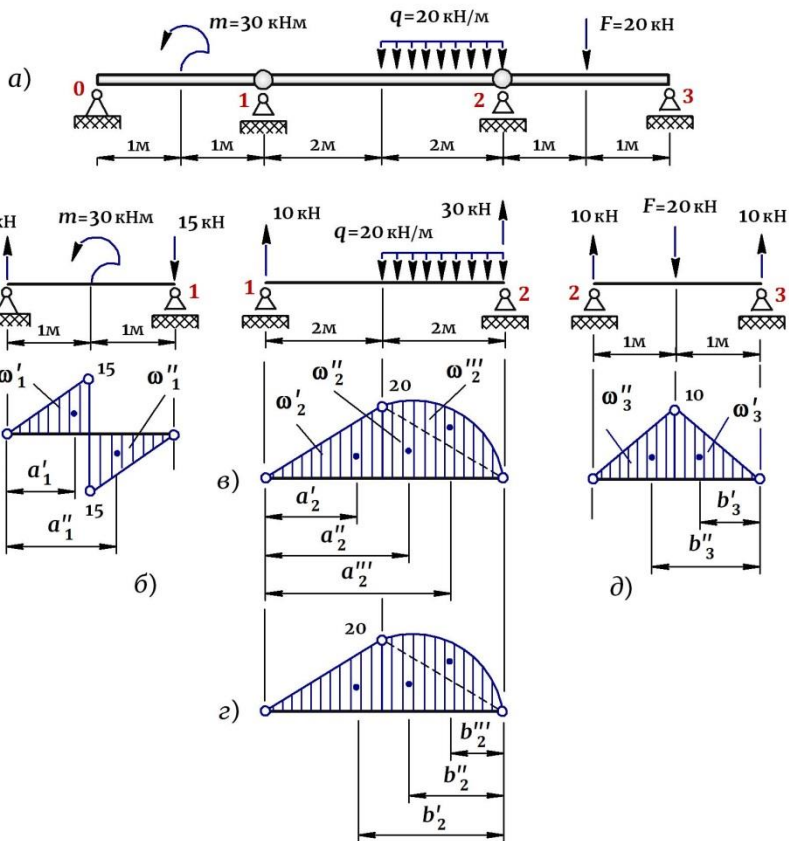 m=30 кНм
q=20 кН/м
F=20 кН
а)
0
1
2
3
1м 1м 2м 2м 1м 1м
кН
m=30 кНм
15 кН
1
1м 1м
ω′₁
15
ω″₁
15
a′₁
a″₁
б)
10 кН
q=20 кН/м
30 кН
1
2
2м 2м
ω′₂
ω″₂
20
ω‴₂
в)
a′₂
a″₂
a‴₂
10 кН
F=20 кН
10 кН
2
3
1м 1м
ω″₃
10
ω′₃
b′₃
b″₃
д)
20
г)
b‴₂
b″₂
b′₂